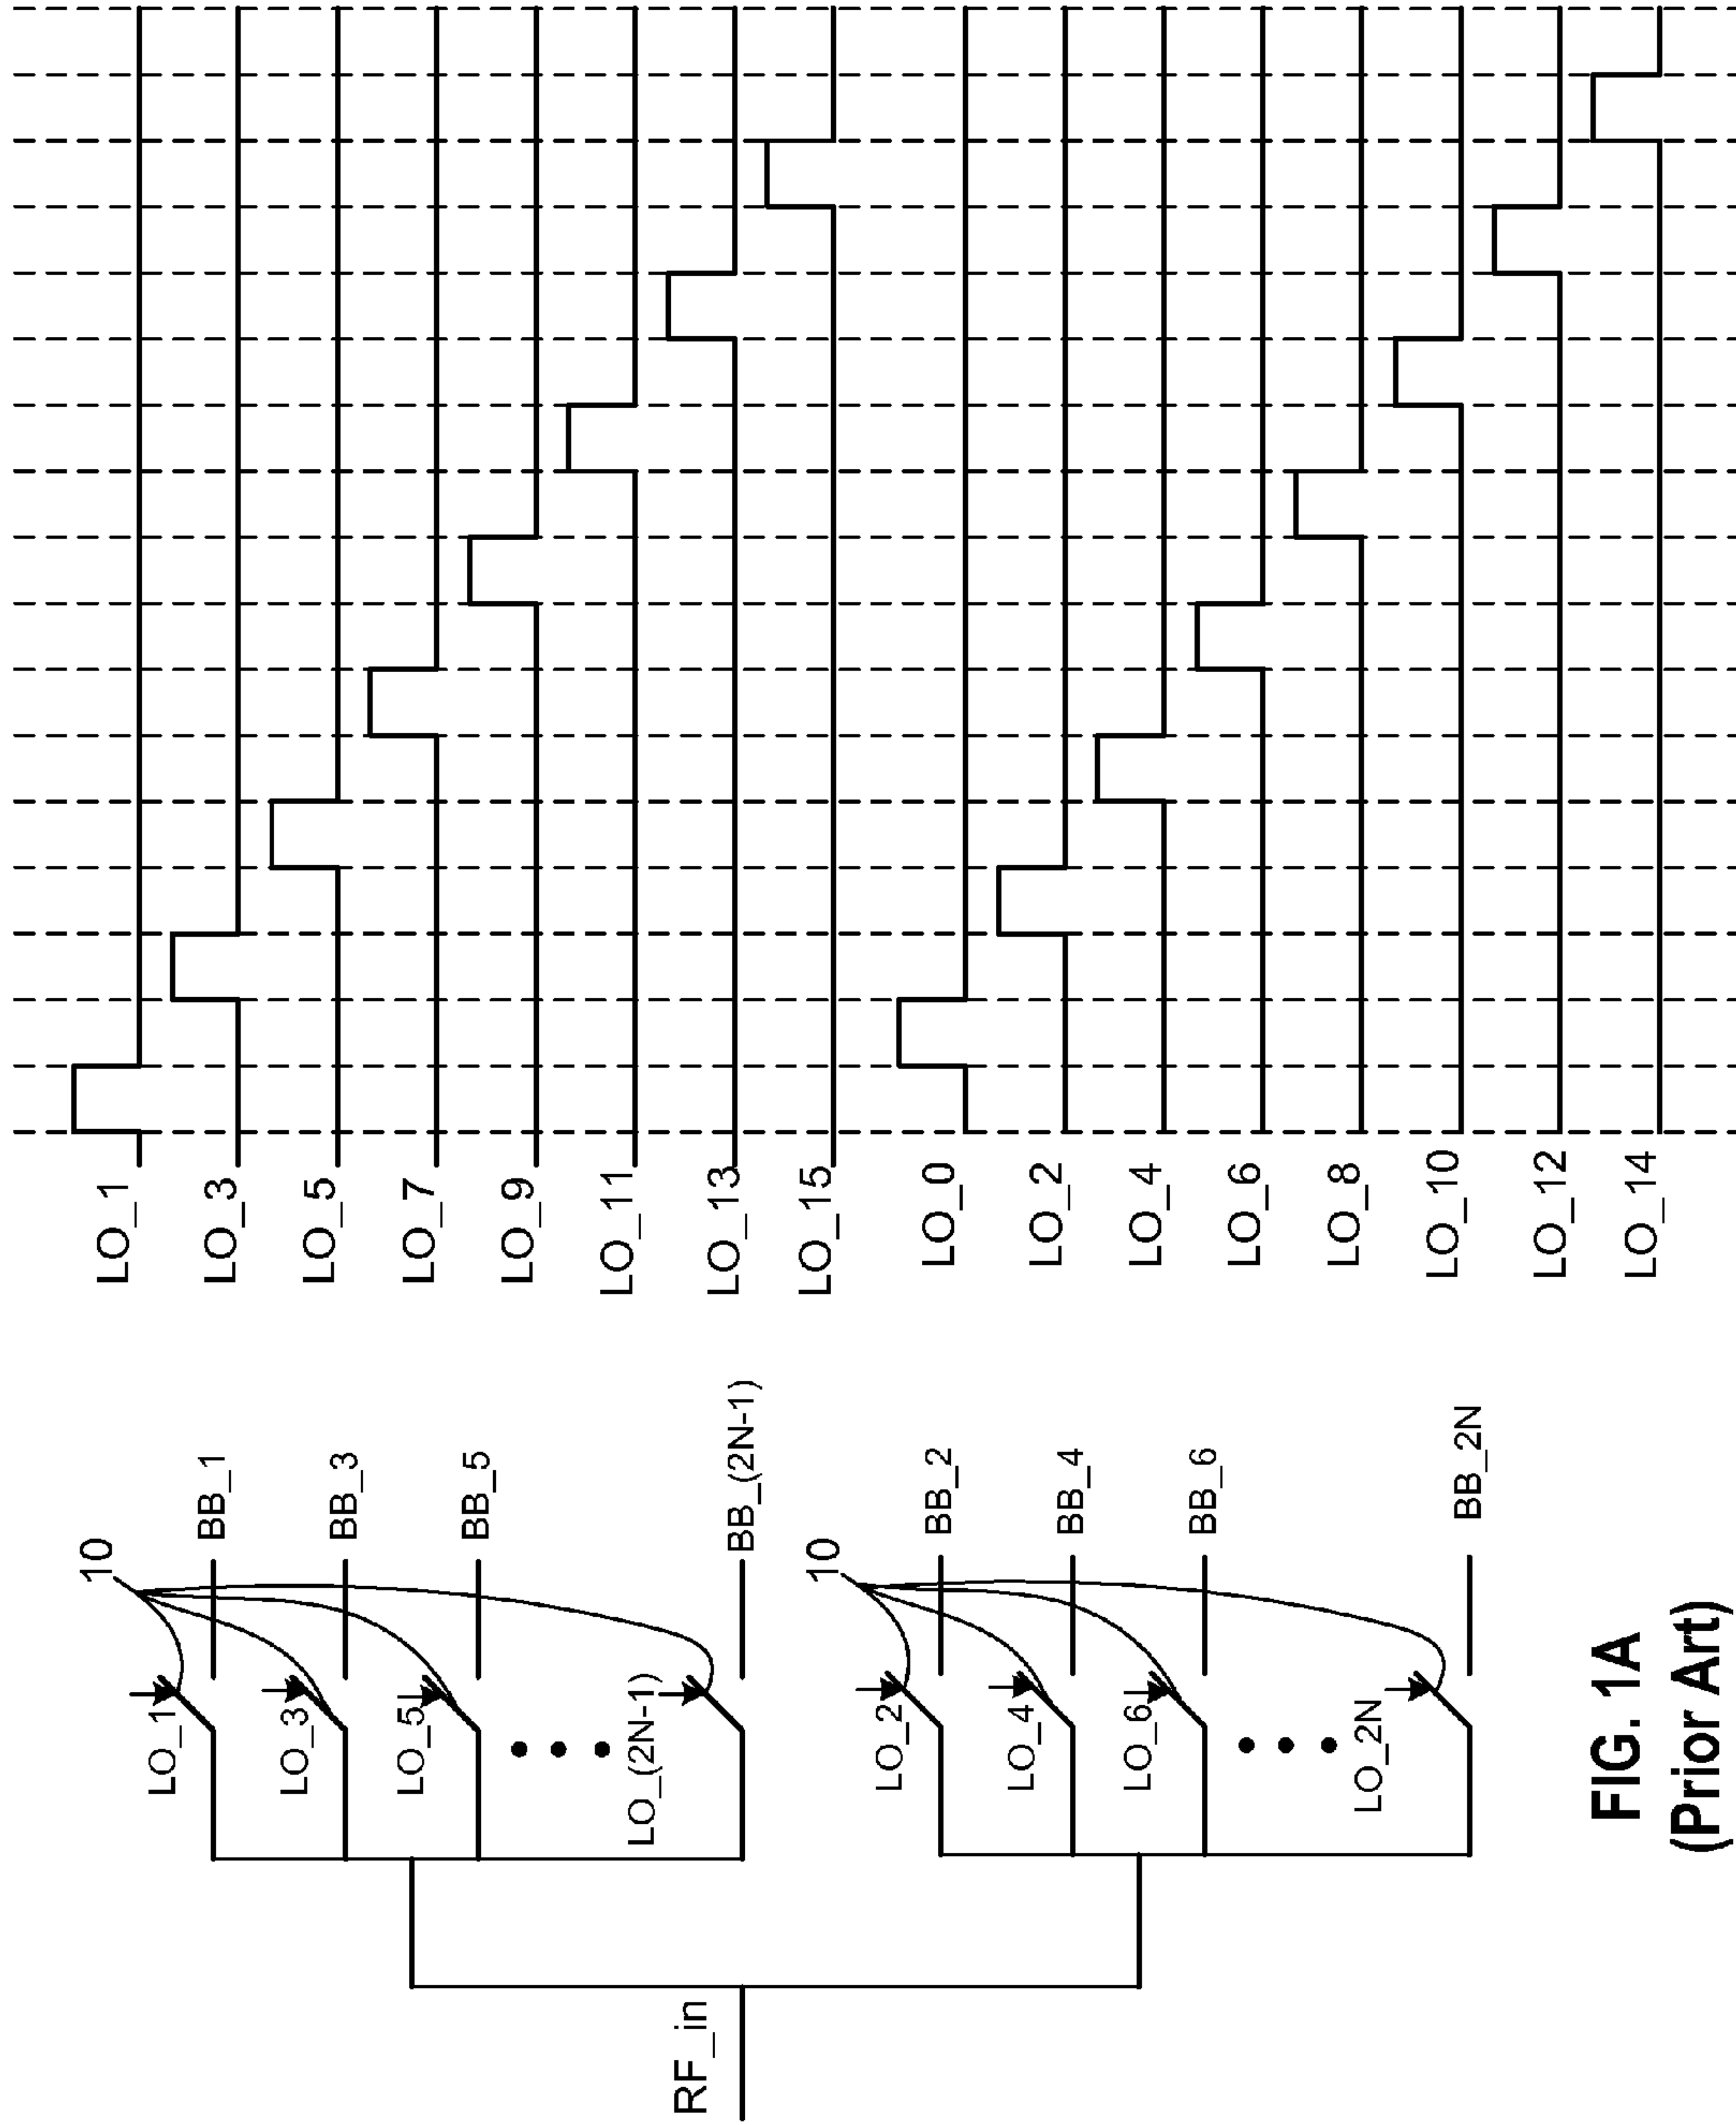 RF_in
LO_1
BB_1
10
LO_3
BB_3
LO_5
BB_5
LO_(2N-1)
BB_(2N-1)
LO_2
BB_2
10
LO_4
BB_4
LO_6
BB_6
LO_2N
BB_2N
LO_1
LO_3
LO_5
LO_7
LO_9
LO_11
LO_13
LO_15
LO_0
LO_2
LO_4
LO_6
LO_8
LO_10
LO_12
LO_14
FIG. 1A
(Prior Art)